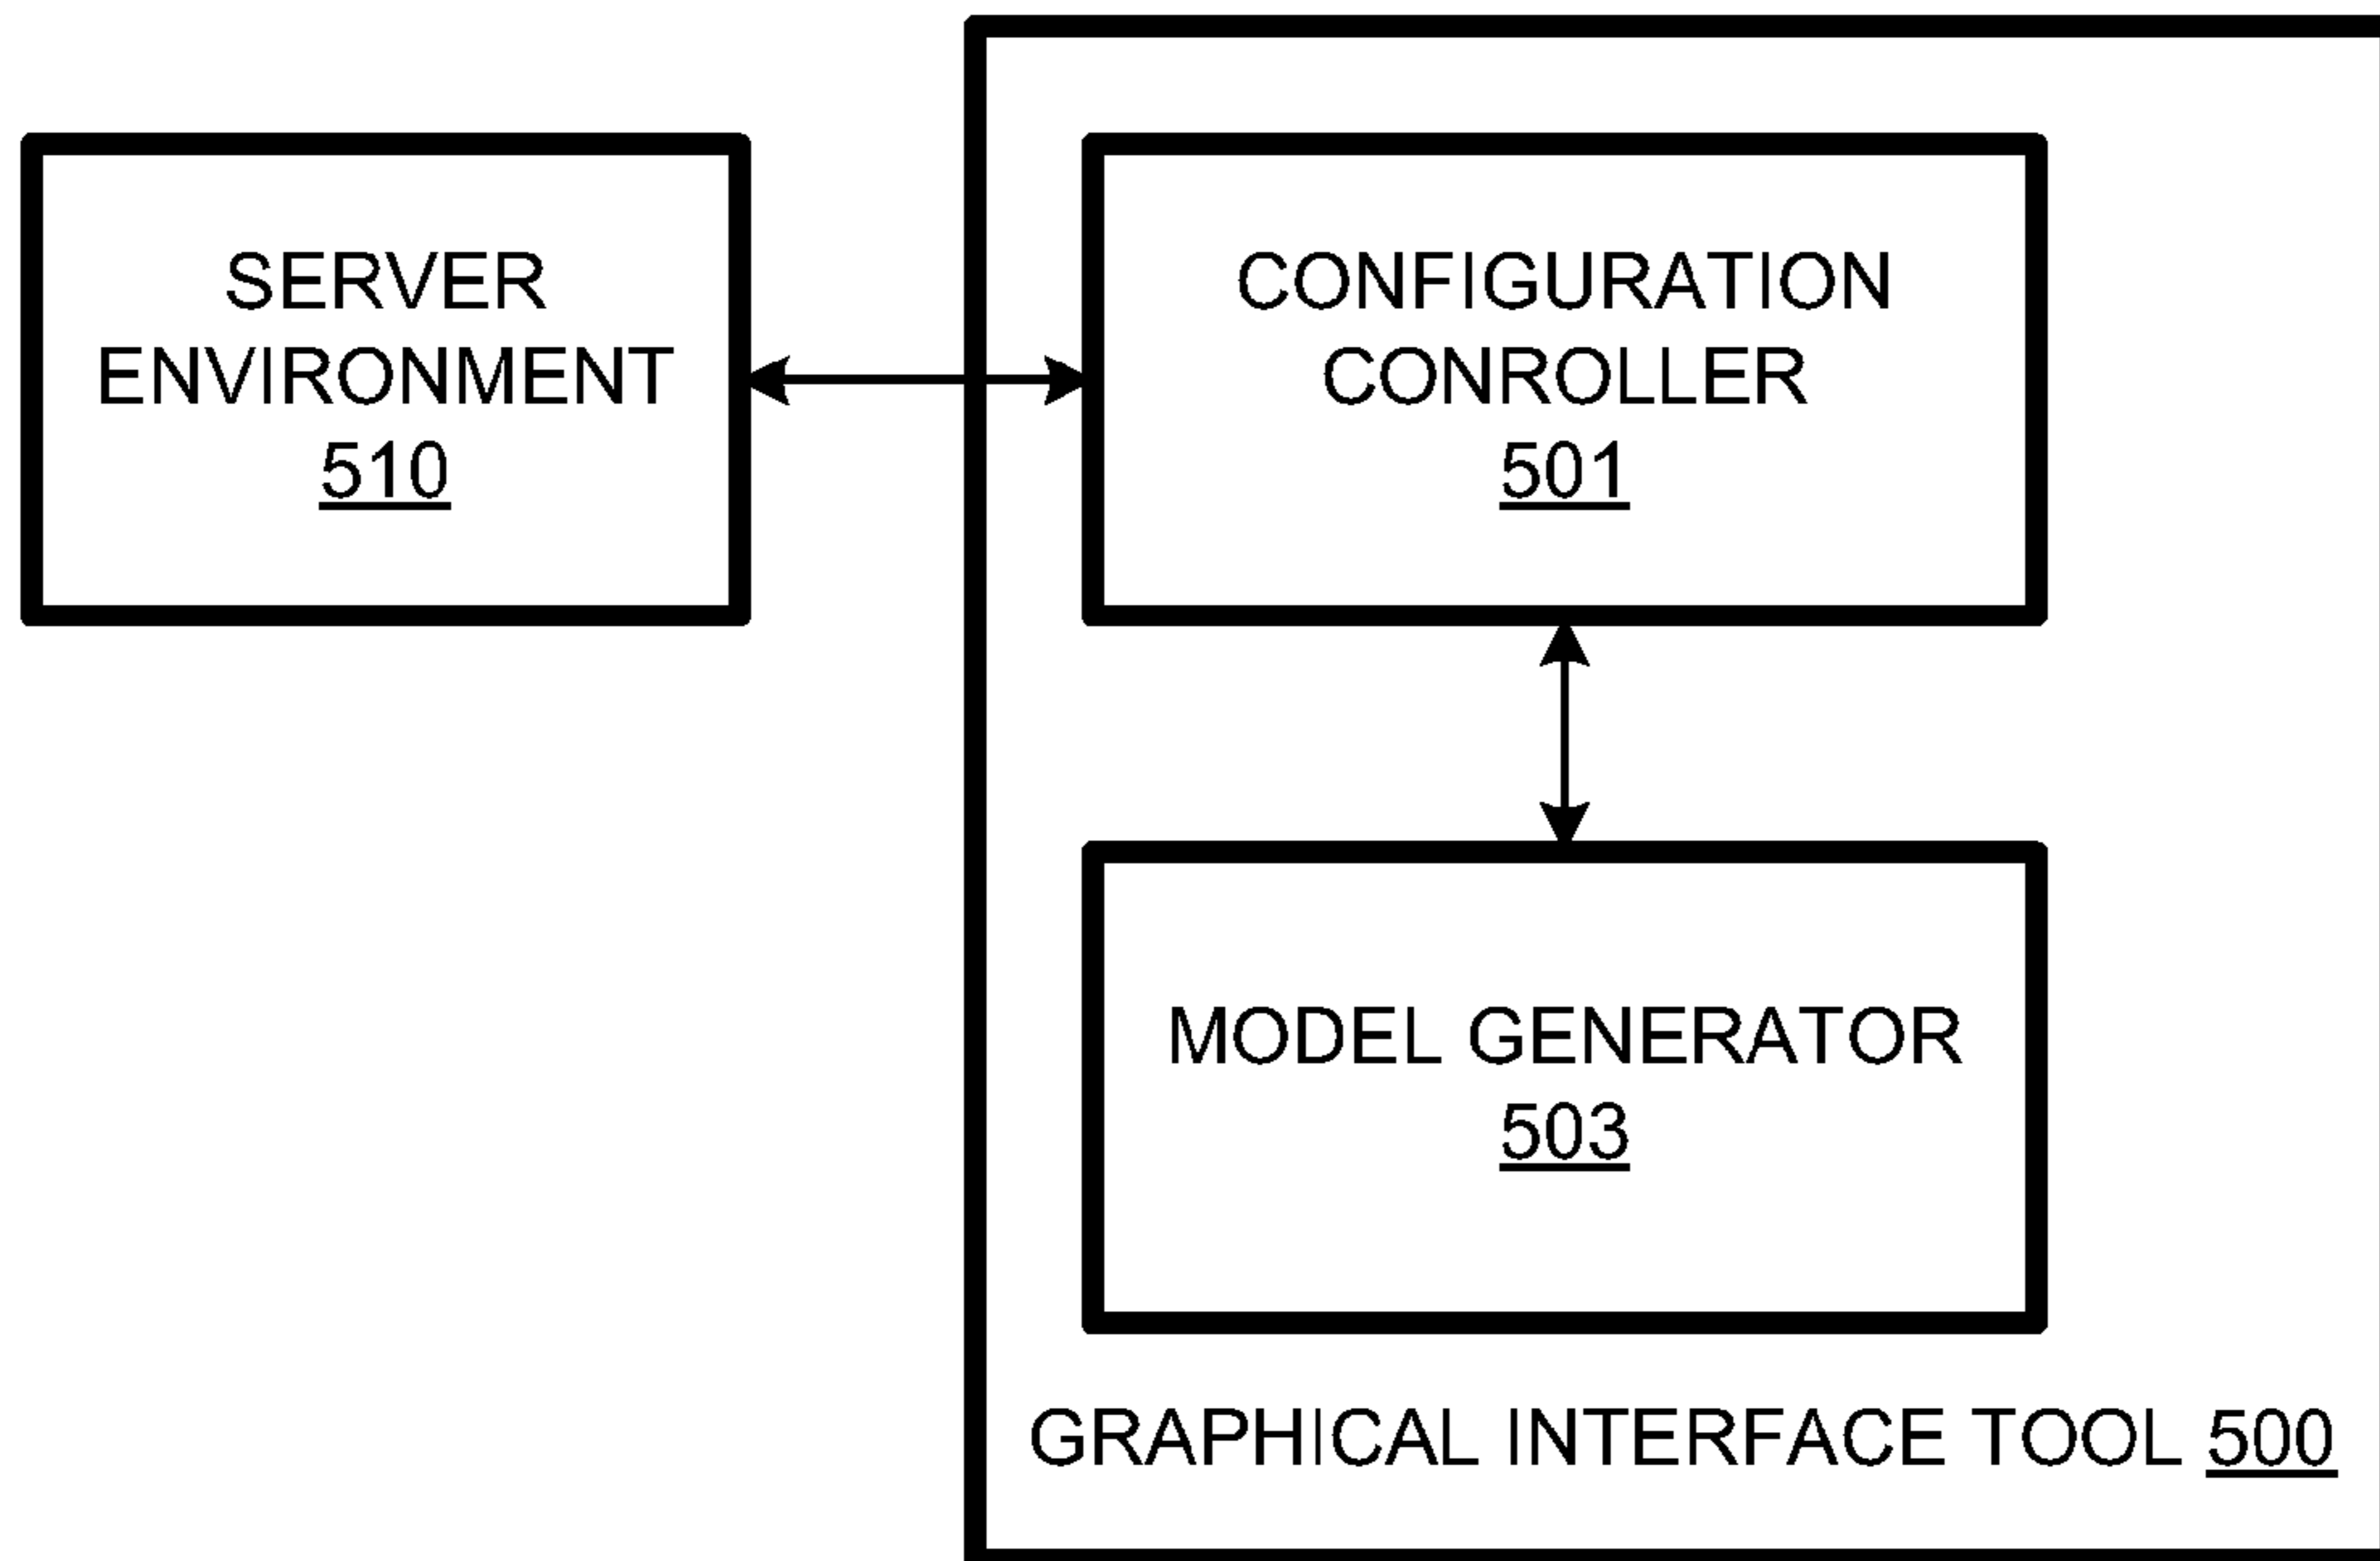 SERVER
ENVIRONMENT
510
CONFIGURATION
CONROLLER
501
MODEL GENERATOR
503
GRAPHICAL INTERFACE TOOL 500